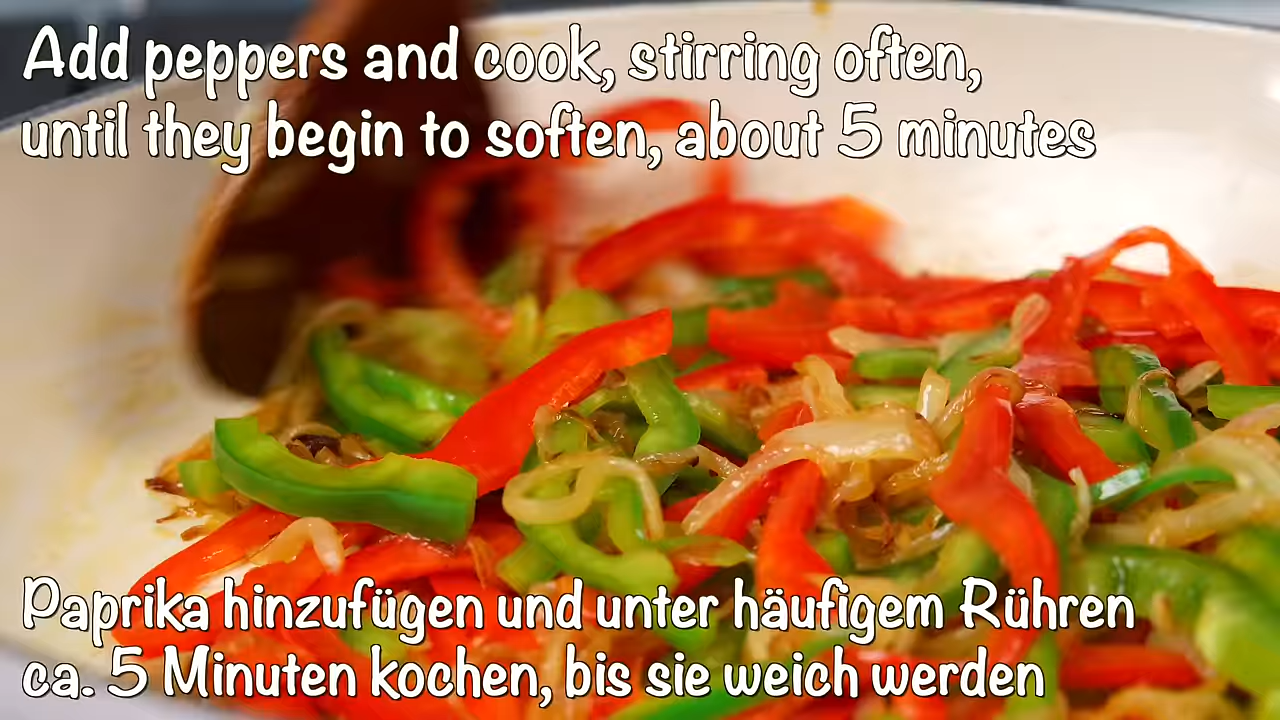 Add peppers and cook, stirring often,
until they begin to soften, about 5 minutes
Paprika hinzufügen und unter häufigem Rühren
ca. 5 Minuten kochen, bis sie weich werden